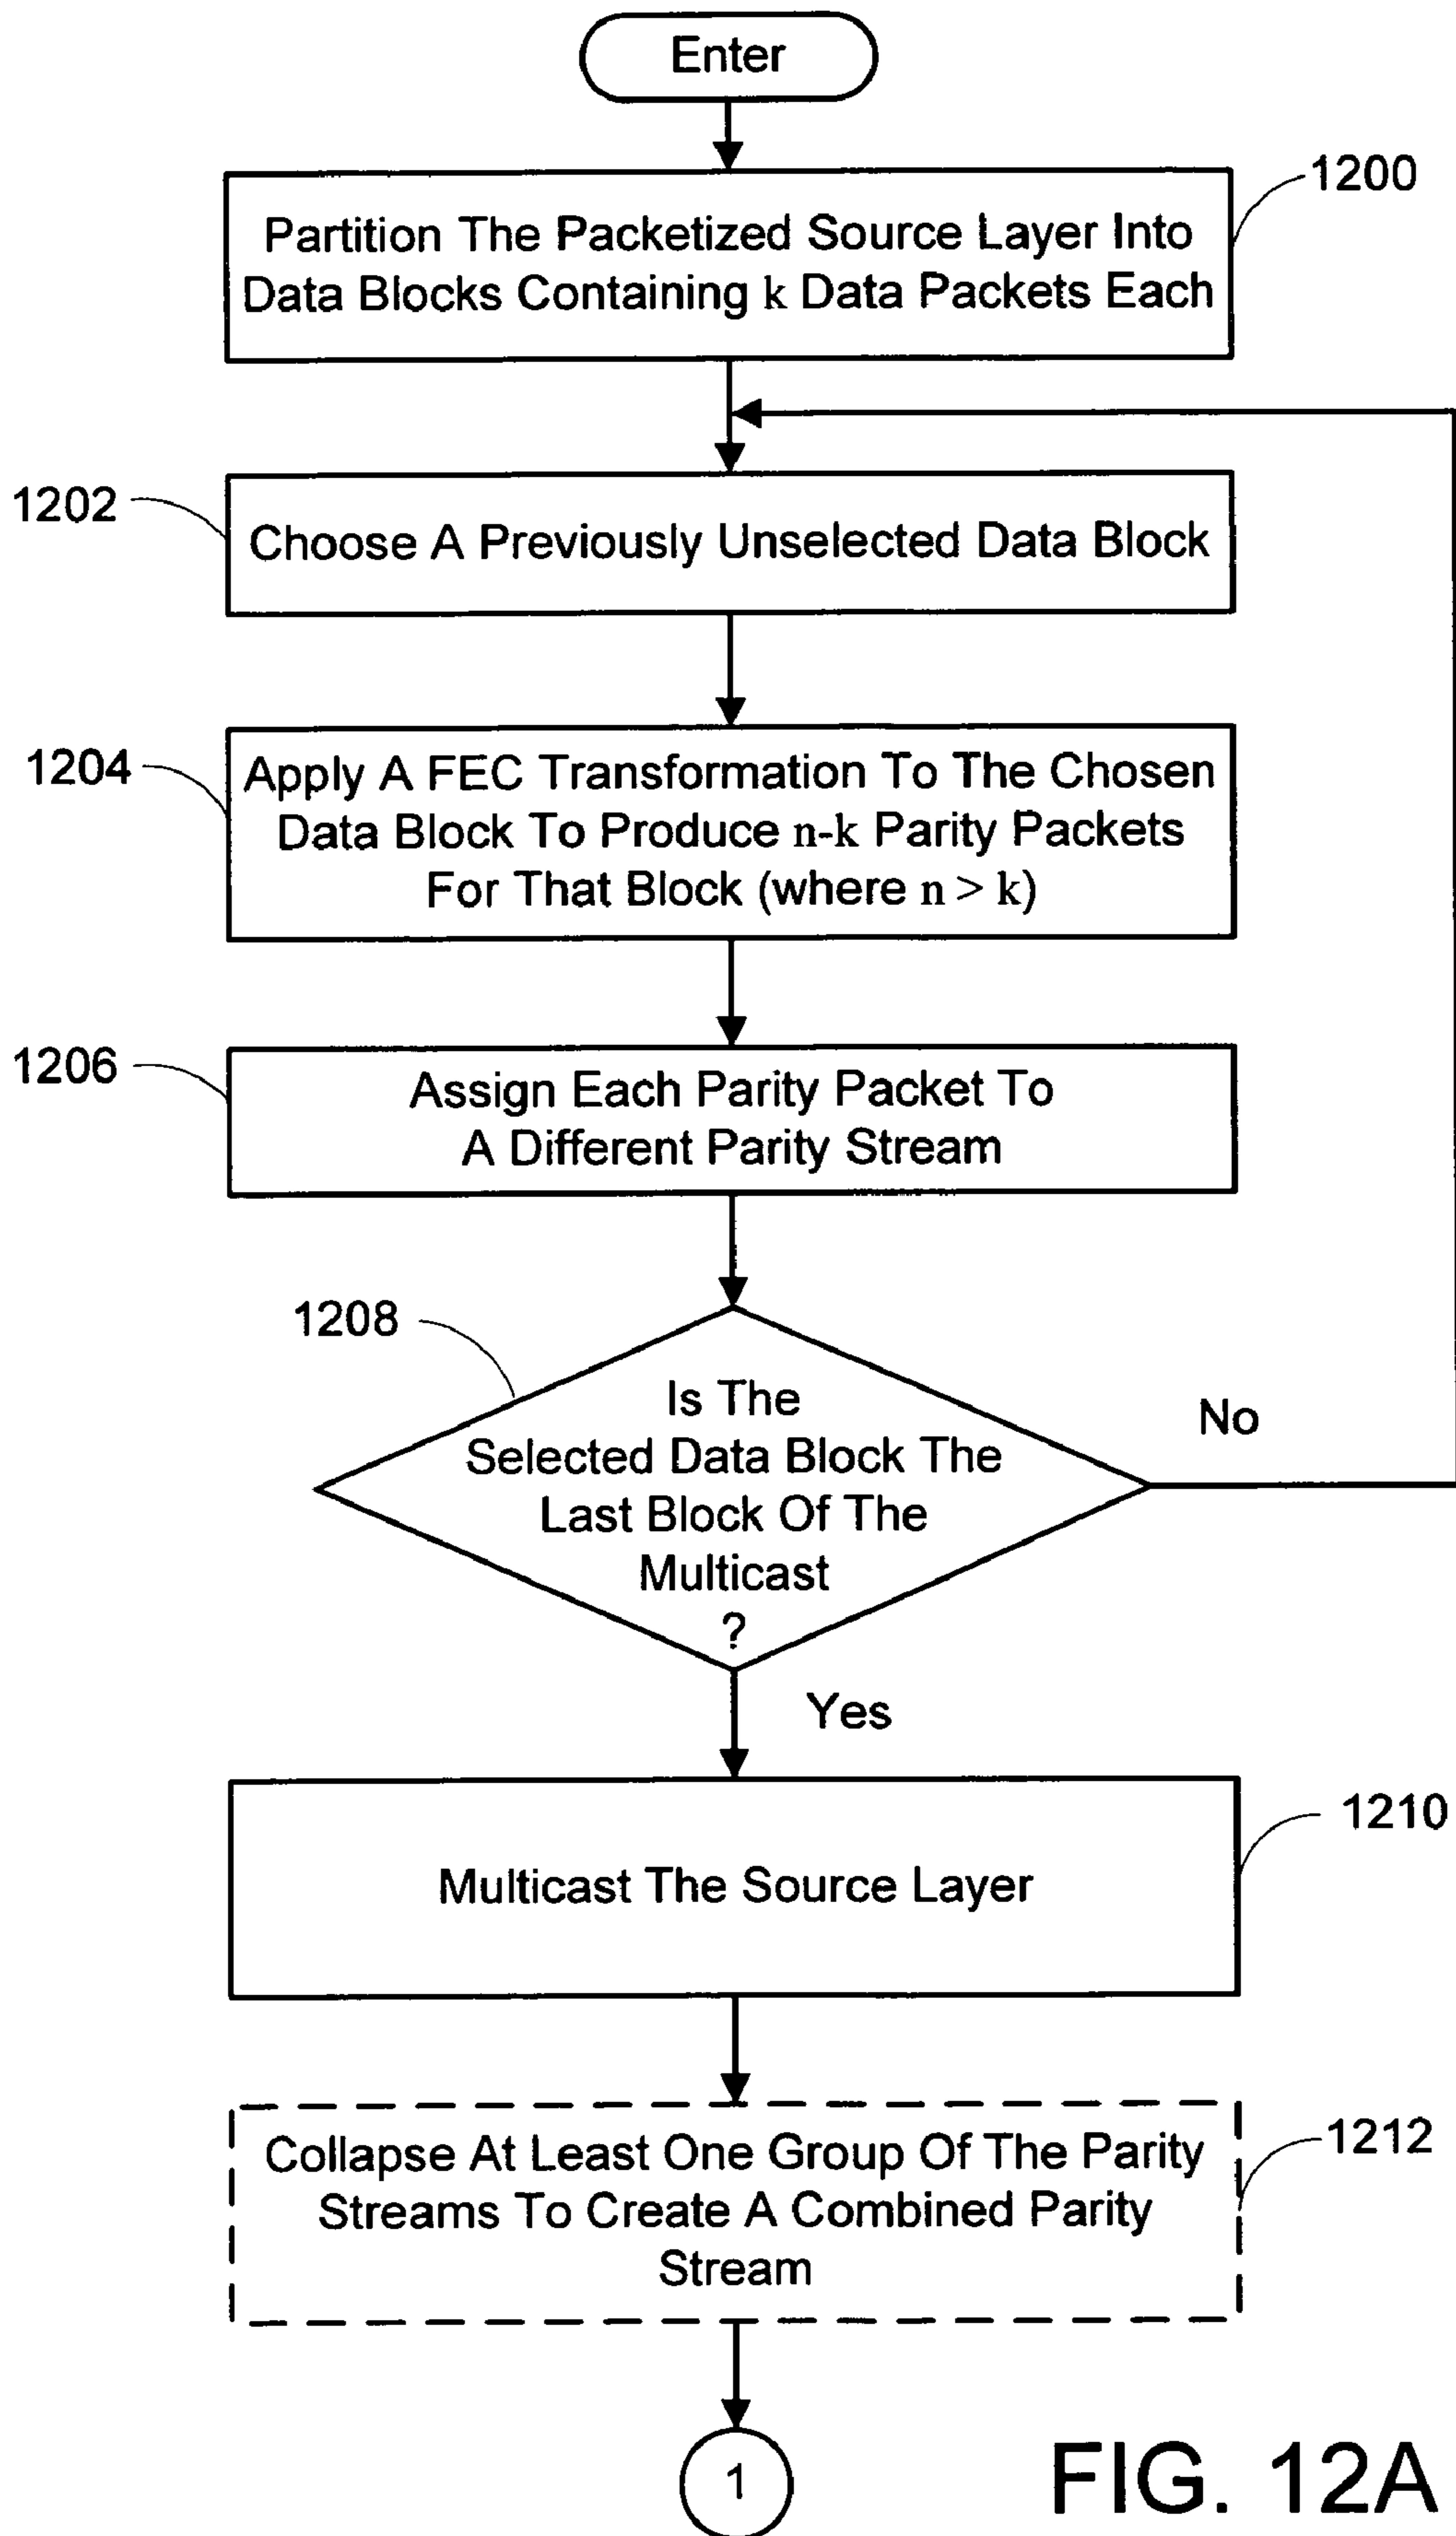 Enter
1200
Partition The Packetized Source Layer Into
Data Blocks Containing k Data Packets Each
1202
Choose A Previously Unselected Data Block
1204
Apply A FEC Transformation To The Chosen
Data Block To Produce n-k Parity Packets
For That Block (where n > k)
1206
Assign Each Parity Packet To
A Different Parity Stream
1208
Is The
Selected Data Block The
Last Block Of The
Multicast
?
No
Yes
1210
Multicast The Source Layer
1212
Collapse At Least One Group Of The Parity
Streams To Create A Combined Parity
Stream
1
FIG. 12A